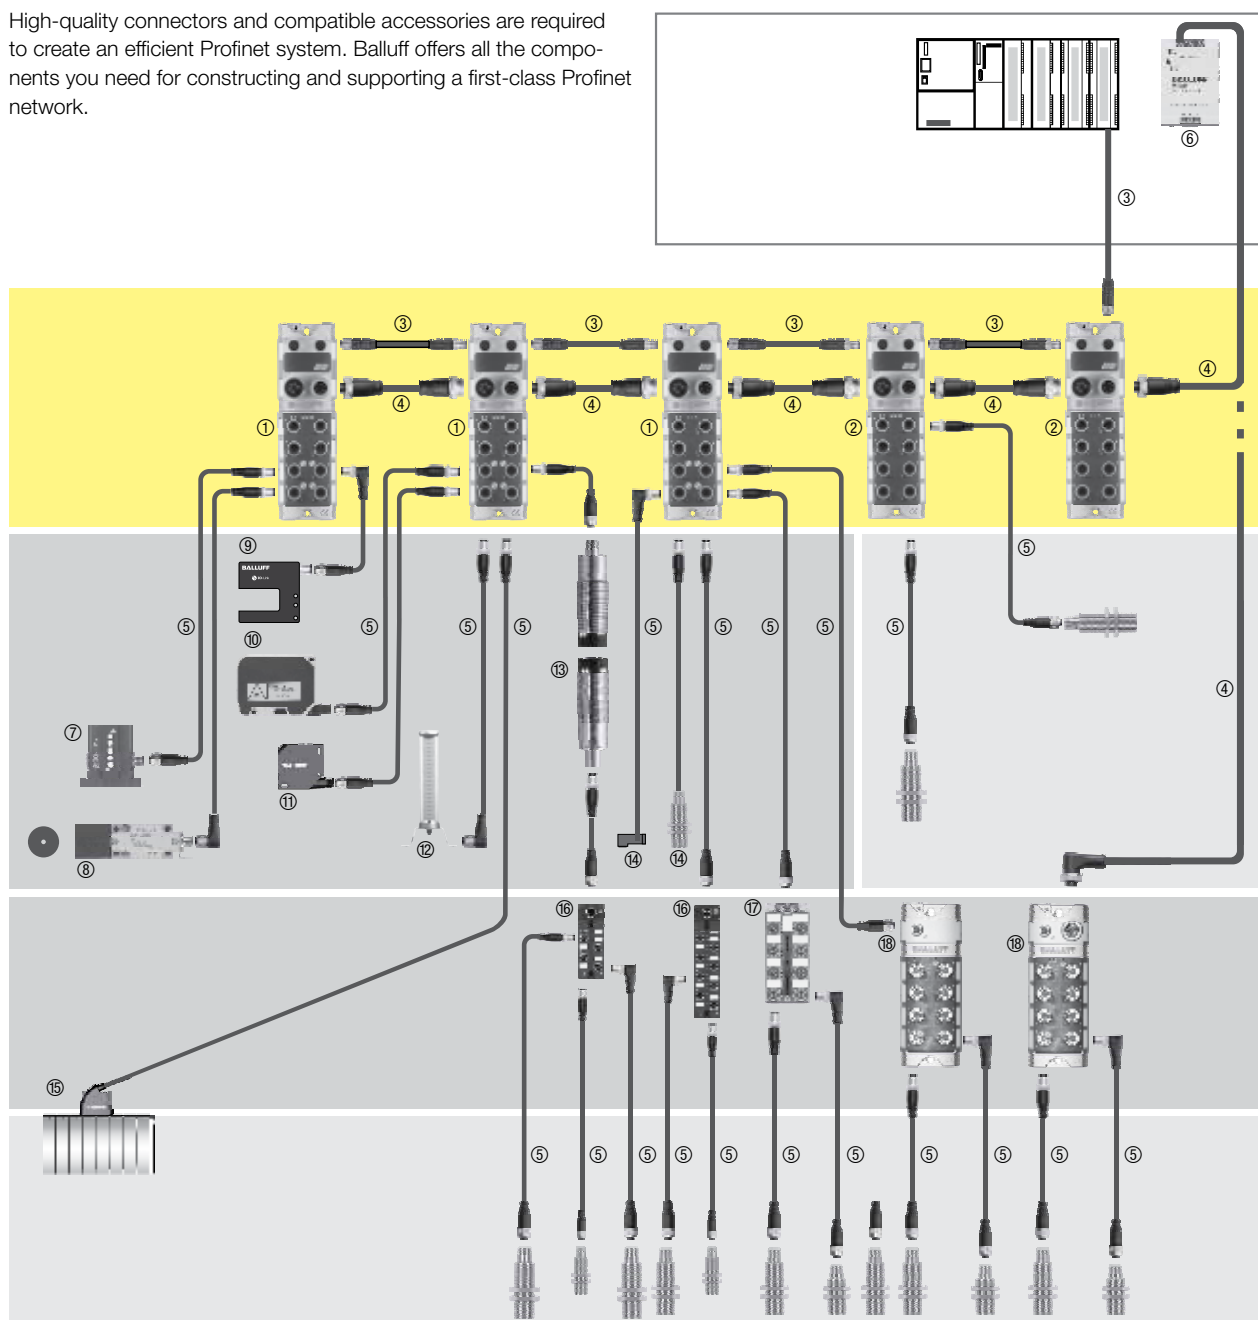 High-quality connectors and compatible accessories are required
to create an efficient Profinet system. Balluff offers all the compo-
nents you need for constructing and supporting a first-class Profinet
network.
⑥
③
③ ③ ③ ③
④
④ ④ ④ ④
① ① ① ② ②
⑨
BALLUFF
⑤
⑤ ⑤ ⑤ ⑤ ⑤ ⑤ ⑤ ⑤
⑩
⑬
④
⑦
⑪
⑧
⑫
⑭ ⑭
⑯ ⑯ ⑰
⑱ ⑱
BALLUFF BALLUFF
⑮
⑤ ⑤ ⑤ ⑤ ⑤ ⑤ ⑤ ⑤ ⑤ ⑤ ⑤